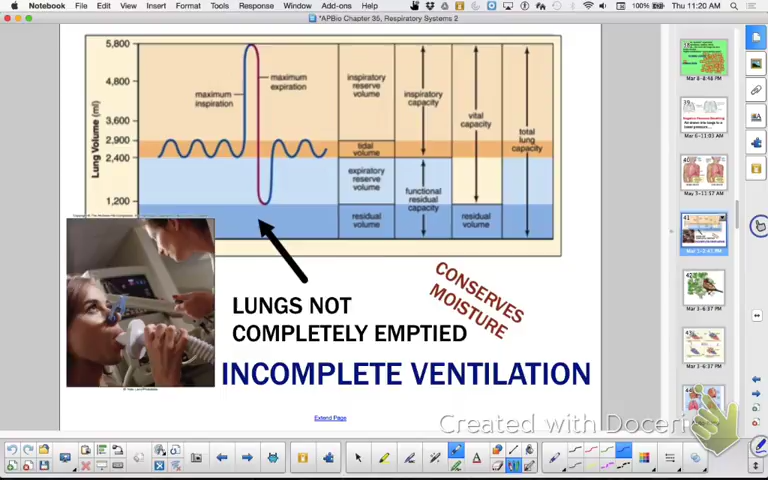 Notebook File Edit View Insert Format Tools Response Window Add-ons Help 100% Thu 11:20 AM
*APBio Chapter 35, Respiratory Systems 2
Lung Volume (ml)
5,800
4,800
3,600
2,900
2,400
1,200
maximum
inspiration
maximum
expiration
inspiratory
reserve
volume
tidal
volume
expiratory
reserve
volume
residual
volume
inspiratory
capacity
functional
residual
capacity
vital
capacity
residual
volume
total
lung
capacity
LUNGS NOT
COMPLETELY EMPTIED
CONSERVES
MOISTURE
INCOMPLETE VENTILATION
Extend Page
Created with Doceri
39
40
41